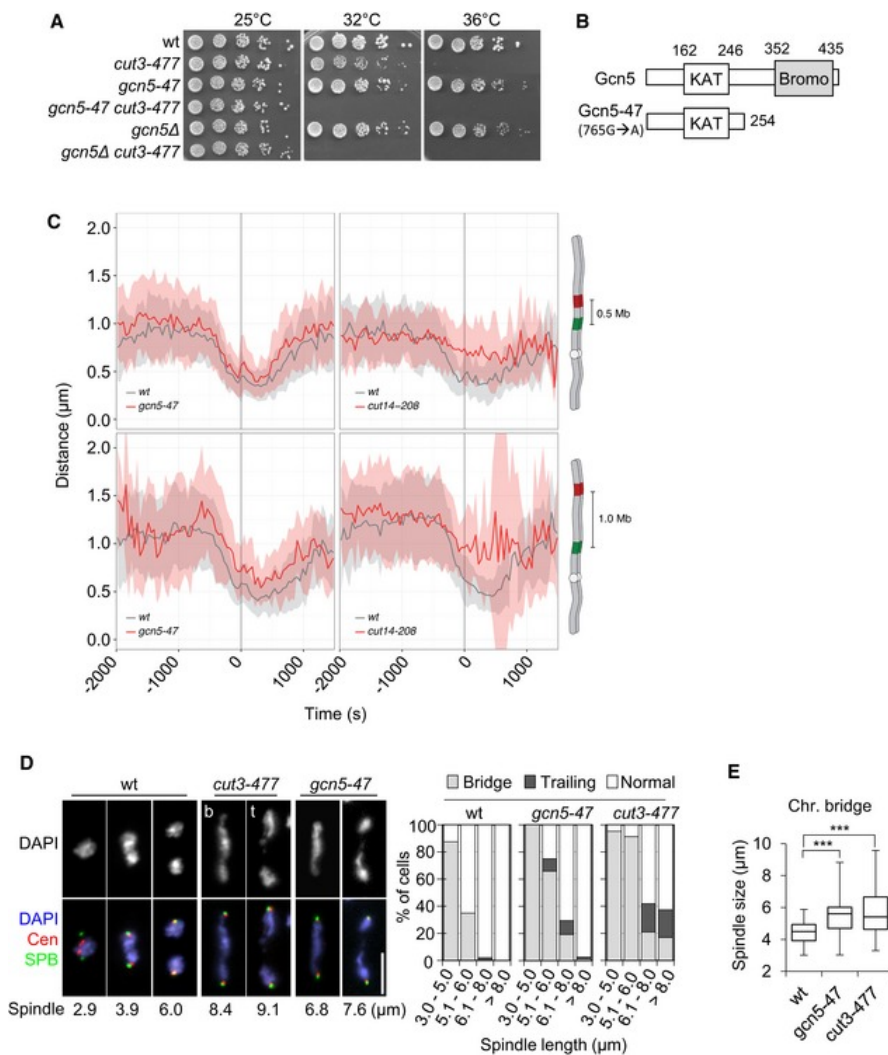 A
25°C 32°C 36°C
wt
cut3-477
gcn5-47
gcn5-47 cut3-477
gcn5Δ
gcn5Δ cut3-477
B
162 246 352 435
Gcn5 KAT Bromo
Gcn5-47
(765G→A) KAT 254
C
Distance (µm)
2.0
1.5
1.0
0.5
0.0
wt
gcn5-47
wt
cut14-208
0.5 Mb
2.0
1.5
1.0
0.5
0.0
wt
gcn5-47
wt
cut14-208
1.0 Mb
-2000 -1000 0 1000 -2000 -1000 0 1000
Time (s)
D
wt cut3-477 gcn5-47
DAPI
b t
DAPI
Cen
SPB
Spindle 2.9 3.9 6.0 8.4 9.1 6.8 7.6 (µm)
Bridge Trailing Normal
wt gcn5-47 cut3-477
% of cells
100
80
60
40
20
0
3.0 - 5.0 5.1 - 6.0 6.1 - 8.0 > 8.0 3.0 - 5.0 5.1 - 6.0 6.1 - 8.0 > 8.0 3.0 - 5.0 5.1 - 6.0 6.1 - 8.0 > 8.0
Spindle length (µm)
E
Chr. bridge
Spindle size (µm)
10
8
6
4
2
*** ***
wt gcn5-47 cut3-477